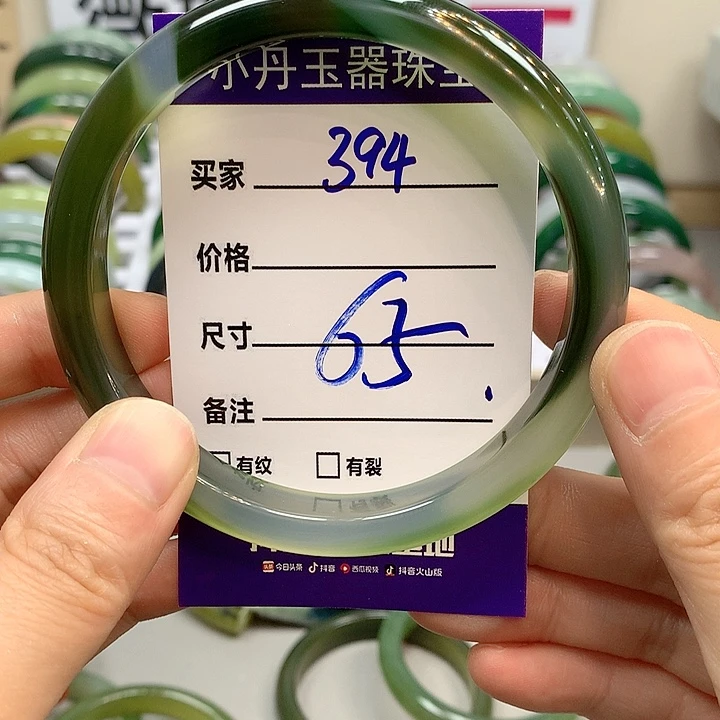 小丹玉器珠宝
买家 394
价格
尺寸 65
备注
有纹 有裂
今日头条 抖音 西瓜视频 抖音火山版